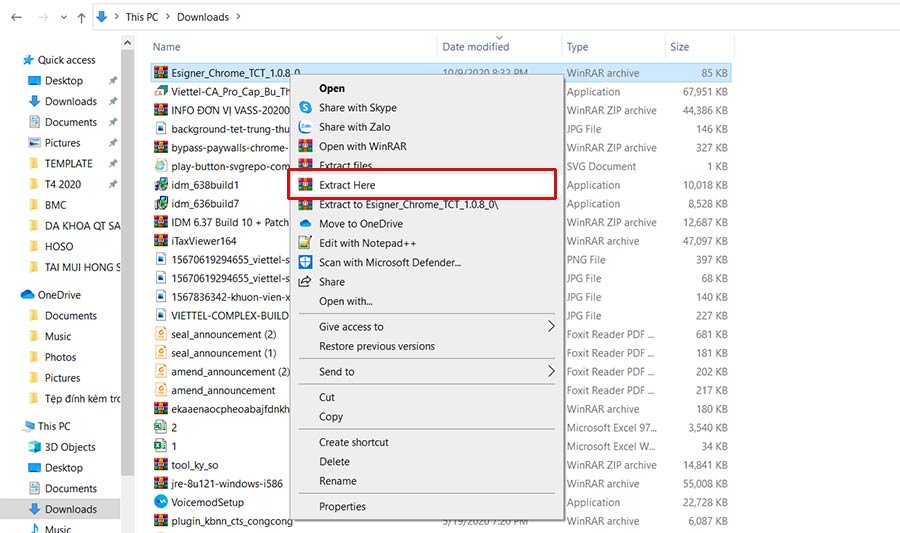 This PC > Downloads >
Name Date modified Type Size
Quick access
Desktop
Downloads
Documents
Pictures
TEMPLATE
T4 2020
BMC
DA KHOA QT SA
HOSO
TAI MUI HONG S
OneDrive
Documents
Music
Photos
Pictures
Tệp đính kèm tro
This PC
3D Objects
Desktop
Documents
Downloads
Music
Esigner_Chrome_TCT_1.0.8_0 10/9/2020 8:32 PM WinRAR archive 85 KB
Viettel-CA_Pro_Cap_Bu_Th Application 67,951 KB
INFO ĐƠN VỊ VASS-20200 WinRAR ZIP archive 44,386 KB
background-tet-trung-thu JPG File 146 KB
bypass-paywalls-chrome- WinRAR ZIP archive 327 KB
play-button-svgrepo-com SVG Document 1 KB
idm_638build1 Application 10,018 KB
idm_636build7 Application 8,528 KB
IDM 6.37 Build 10 + Patch WinRAR ZIP archive 12,687 KB
iTaxViewer164 WinRAR ZIP archive 47,097 KB
15670619294655_viettel-s PNG File 397 KB
15670619294655_viettel-s JPG File 68 KB
1567836342-khuon-vien-x JPG File 140 KB
VIETTEL-COMPLEX-BUILD JPG File 227 KB
seal_announcement (2) Foxit Reader PDF ... 681 KB
seal_announcement (1) Foxit Reader PDF ... 181 KB
amend_announcement (2) Foxit Reader PDF ... 202 KB
amend_announcement Foxit Reader PDF ... 217 KB
ekaaenaocpheoabajfdnkh WinRAR archive 180 KB
2 Microsoft Excel 97... 3,540 KB
1 Microsoft Excel W... 34 KB
tool_ky_so WinRAR ZIP archive 14,841 KB
jre-8u121-windows-i586 WinRAR archive 55,008 KB
VoicemodSetup Application 22,728 KB
plugin_kbnn_cts_congcong 5/19/2020 7:20 PM WinRAR archive 6,087 KB
Open
Share with Skype
Share with Zalo
Open with WinRAR
Extract files...
Extract Here
Extract to Esigner_Chrome_TCT_1.0.8_0\
Move to OneDrive
Edit with Notepad++
Scan with Microsoft Defender...
Share
Open with...
Give access to
Restore previous versions
Send to
Cut
Copy
Create shortcut
Delete
Rename
Properties